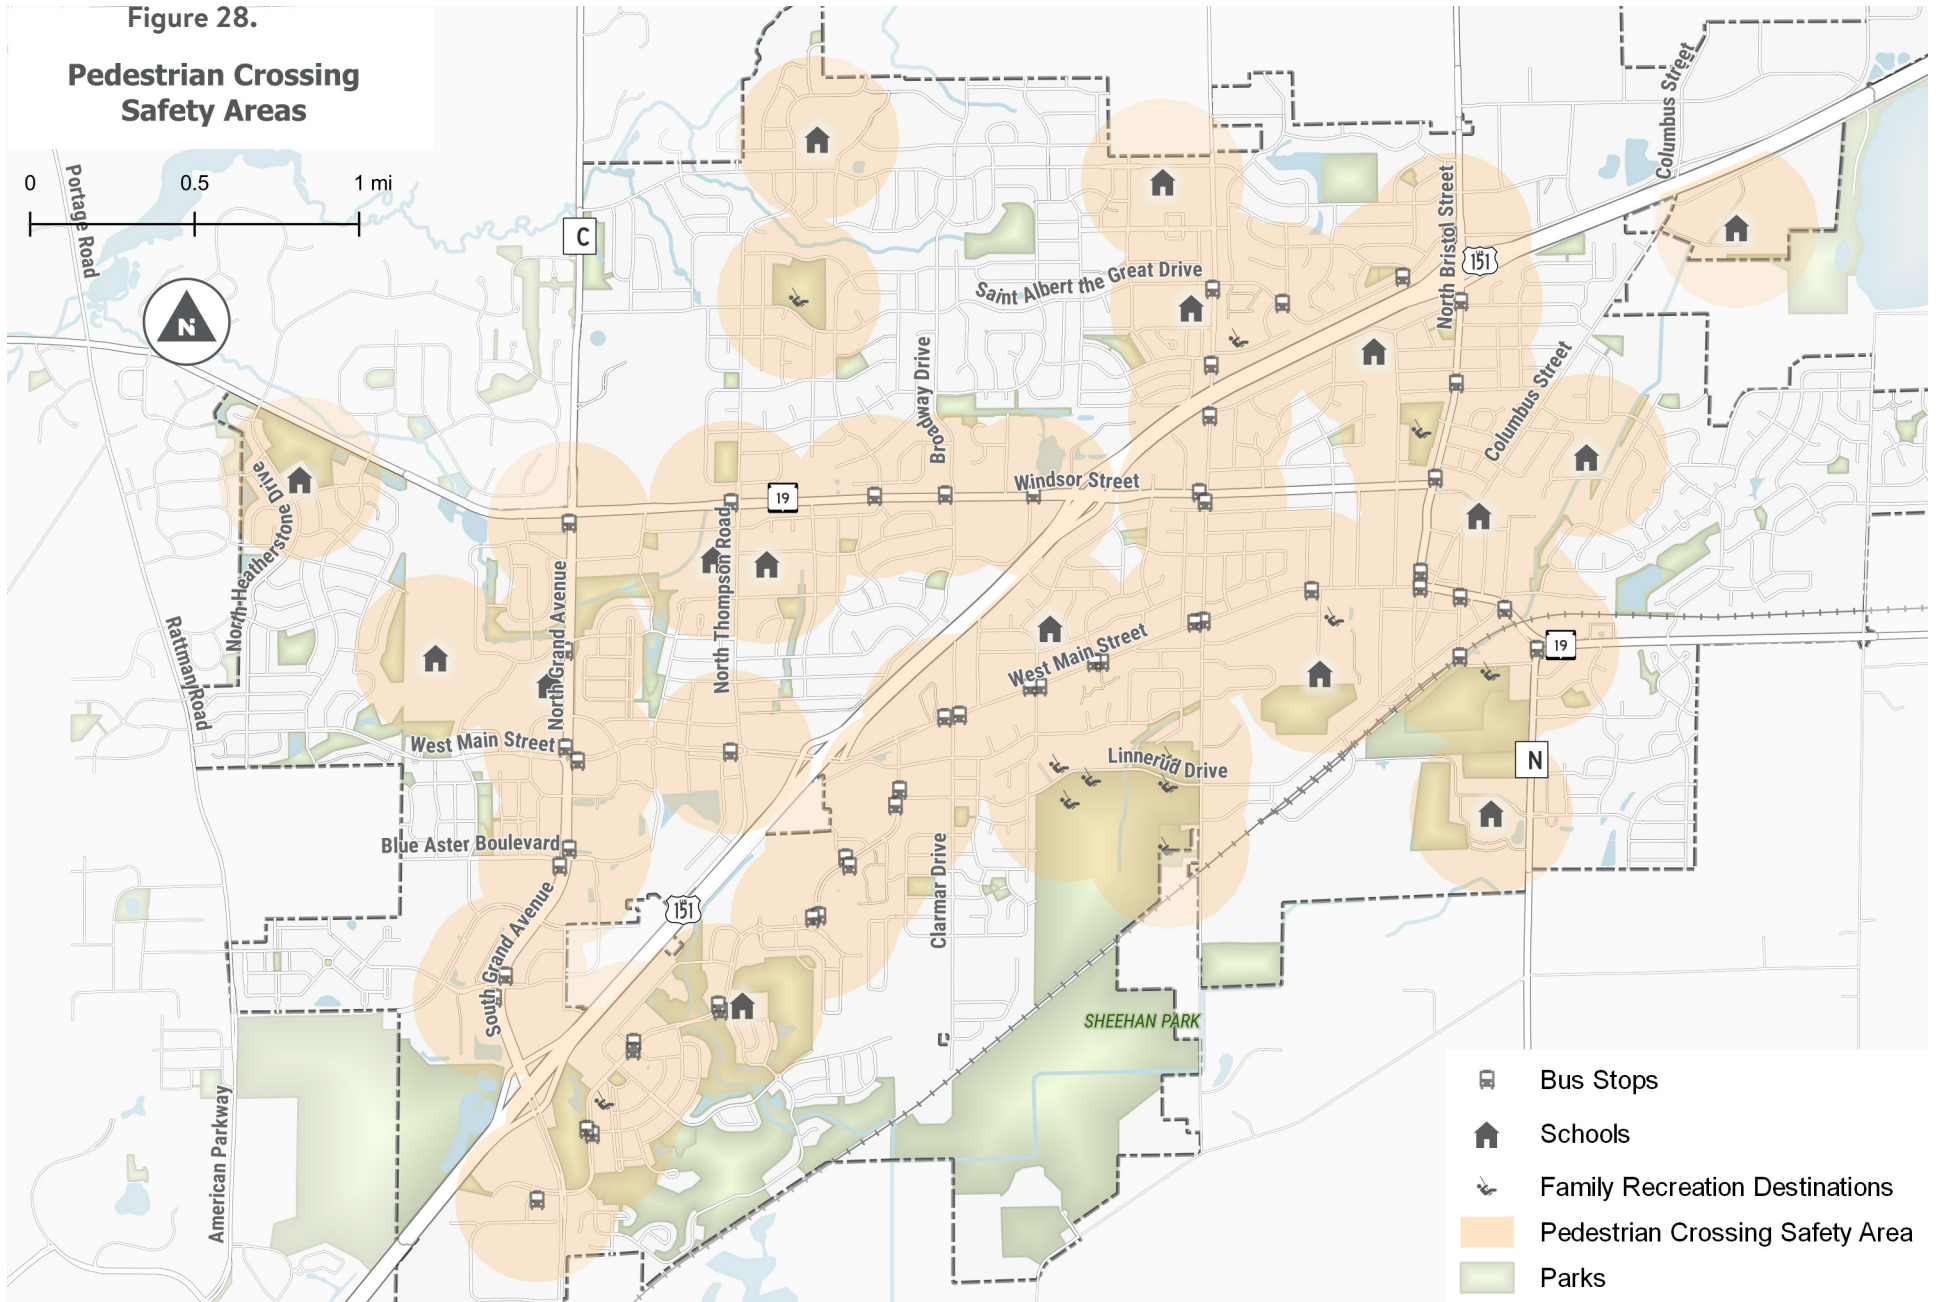 Figure 28.
Pedestrian Crossing
Safety Areas
0 0.5 1 mi
N
Portage Road
C
Columbus Street
North Bristol Street
151
Saint Albert the Great Drive
Broadway Drive
Columbus Street
Windsor Street
19
North Heatherstone Drive
North Thompson Road
North Grand Avenue
Rattman Road
West Main Street
19
West Main Street
Linnerud Drive
N
Blue Aster Boulevard
Clarmar Drive
151
South Grand Avenue
SHEEHAN PARK
American Parkway
Bus Stops
Schools
Family Recreation Destinations
Pedestrian Crossing Safety Area
Parks